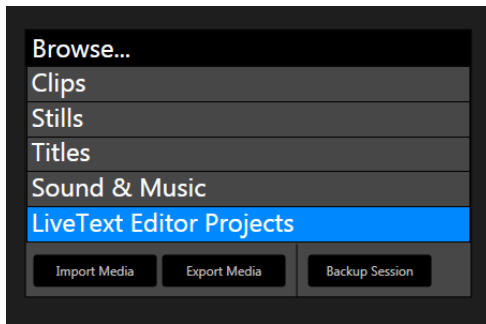 Browse...
Clips
Stills
Titles
Sound & Music
LiveText Editor Projects
Import Media Export Media Backup Session